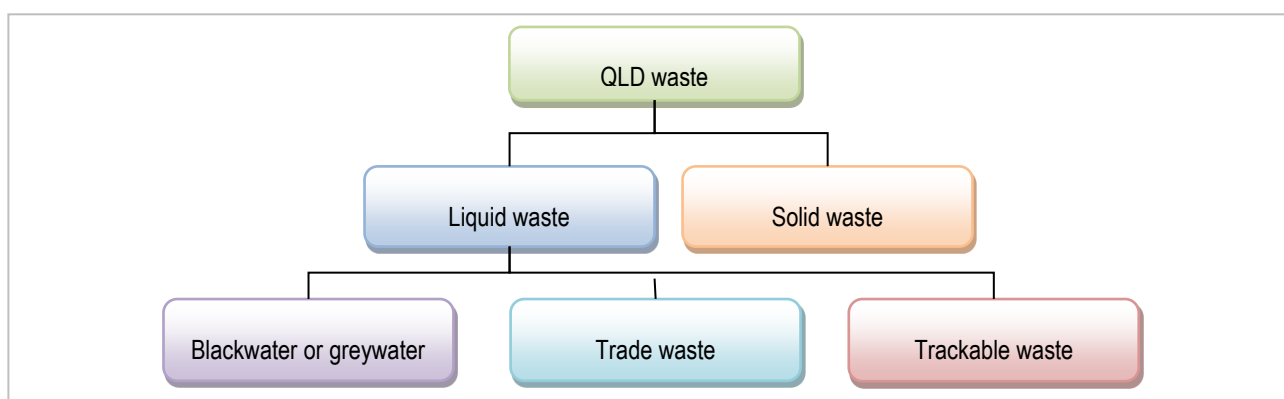 QLD waste
Liquid waste
Solid waste
Blackwater or greywater
Trade waste
Trackable waste